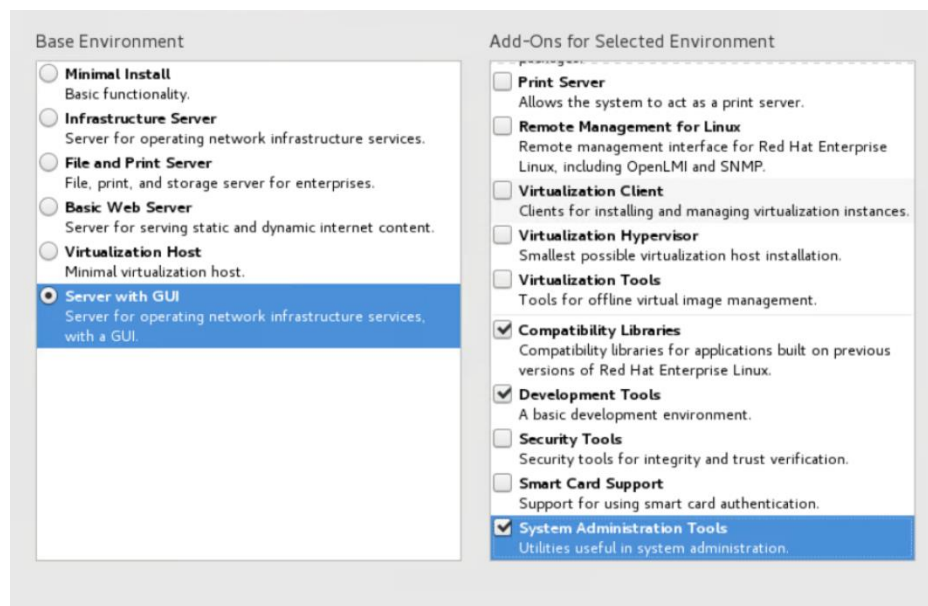 Base Environment
Minimal Install
Basic functionality.
Infrastructure Server
Server for operating network infrastructure services.
File and Print Server
File, print, and storage server for enterprises.
Basic Web Server
Server for serving static and dynamic internet content.
Virtualization Host
Minimal virtualization host.
Server with GUI
Server for operating network infrastructure services,
with a GUI.
Add-Ons for Selected Environment
Print Server
Allows the system to act as a print server.
Remote Management for Linux
Remote management interface for Red Hat Enterprise
Linux, including OpenLMI and SNMP.
Virtualization Client
Clients for installing and managing virtualization instances.
Virtualization Hypervisor
Smallest possible virtualization host installation.
Virtualization Tools
Tools for offline virtual image management.
Compatibility Libraries
Compatibility libraries for applications built on previous
versions of Red Hat Enterprise Linux.
Development Tools
A basic development environment.
Security Tools
Security tools for integrity and trust verification.
Smart Card Support
Support for using smart card authentication.
System Administration Tools
Utilities useful in system administration.